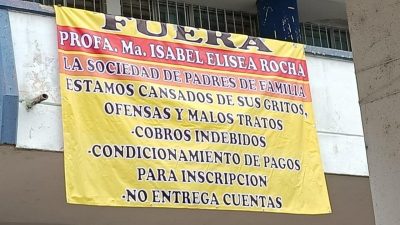 FUERA
PROFA. Ma. ISABEL ELISEA ROCHA
LA SOCIEDAD DE PADRES DE FAMILIA
ESTAMOS CANSADOS DE SUS GRITOS,
OFENSAS Y MALOS TRATOS
-COBROS INDEBIDOS
-CONDICIONAMIENTO DE PAGOS
PARA INSCRIPCION
-NO ENTREGA CUENTAS